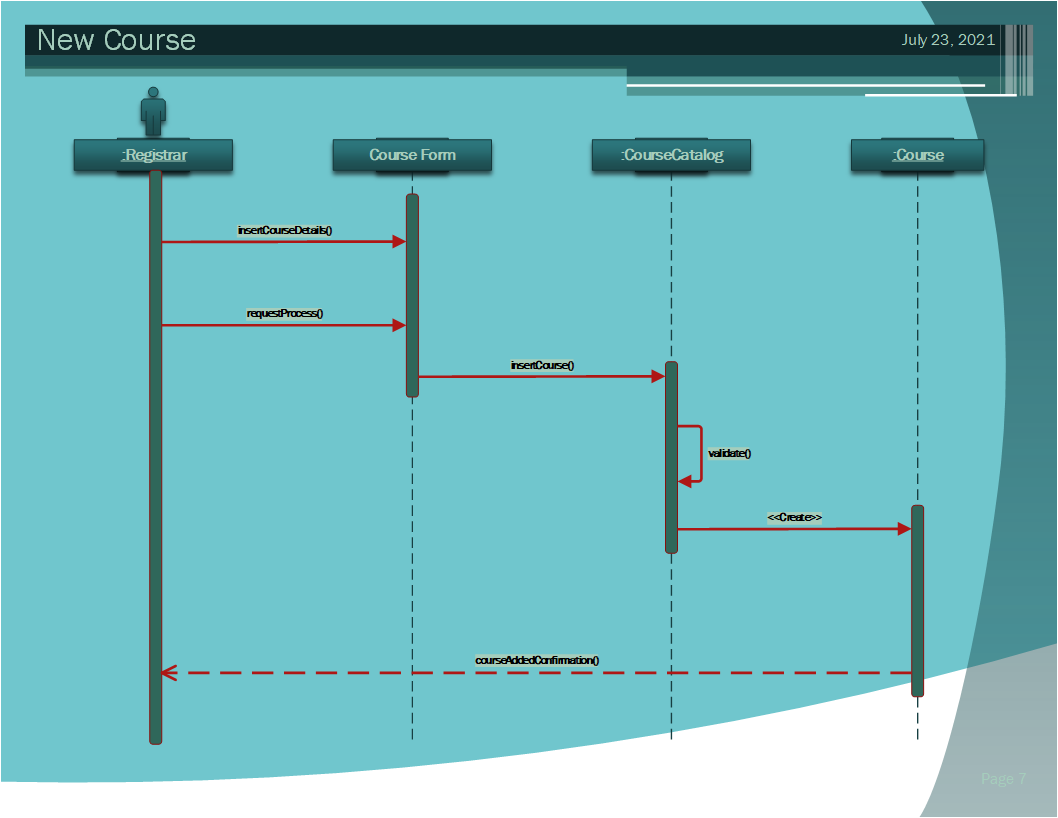 New Course
July 23, 2021
:Registrar
Course Form
:CourseCatalog
:Course
insertCourseDetails()
requestProcess()
insertCourse()
validate()
<<Create>>
courseAddedConfirmation()
Page 7